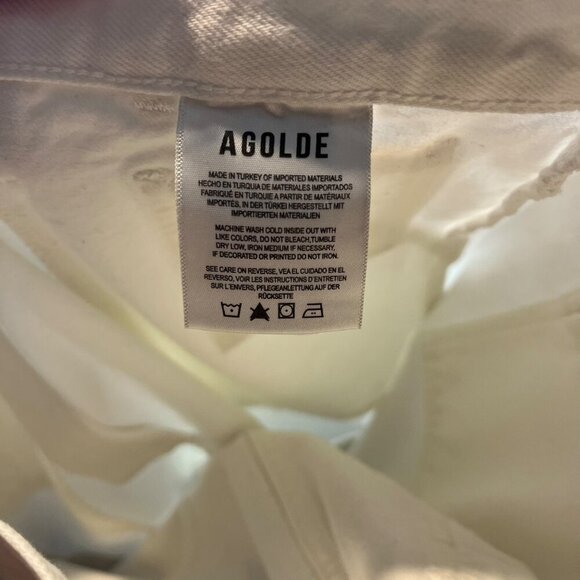 AGOLDE
MADE IN TURKEY OF IMPORTED MATERIALS
HECHO EN TURQUIA DE MATERIALES IMPORTADOS
FABRIQUÉ EN TURQUIE A PARTIR DE MATÉRIAUX
IMPORTÉS, IN DER TÜRKEI HERGESTELLT MIT
IMPORTIERTEN MATERIALIEN
MACHINE WASH COLD INSIDE OUT WITH
LIKE COLORS, DO NOT BLEACH,TUMBLE
DRY LOW, IRON MEDIUM IF NECESSARY,
IF DECORATED OR PRINTED DO NOT IRON.
SEE CARE ON REVERSE, VEA EL CUIDADO EN EL
REVERSO, VOIR LES INSTRUCTIONS D'ENTRETIEN
SUR L'ENVERS, PFLEGEANLEITUNG AUF DER
RÜCKSETTE